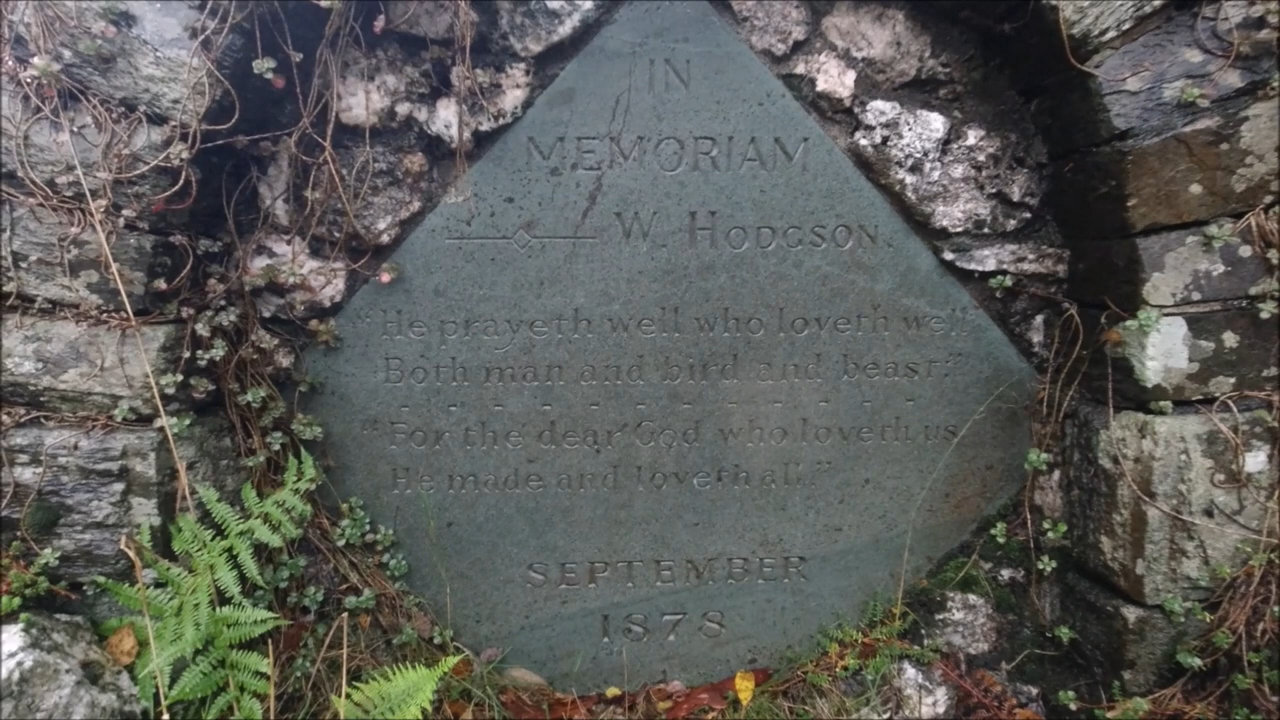 IN
MEMORIAM
W. HODGSON.
"He prayeth well who loveth well
Both man and bird and beast."
"For the dear God who loveth us
He made and loveth all."
SEPTEMBER
1878